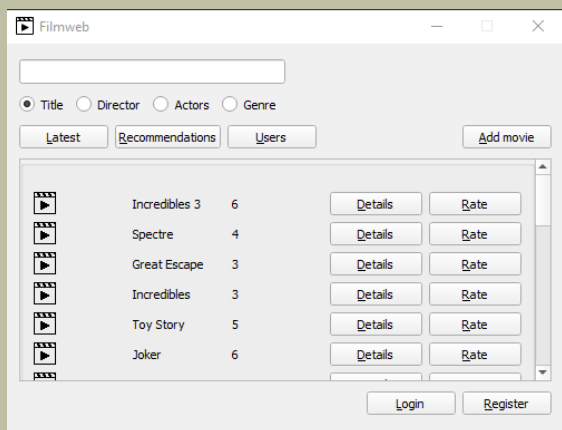 Filmweb
Title Director Actors Genre
Latest Recommendations Users Add movie
Incredibles 3 6 Details Rate
Spectre 4 Details Rate
Great Escape 3 Details Rate
Incredibles 3 Details Rate
Toy Story 5 Details Rate
Joker 6 Details Rate
Login Register